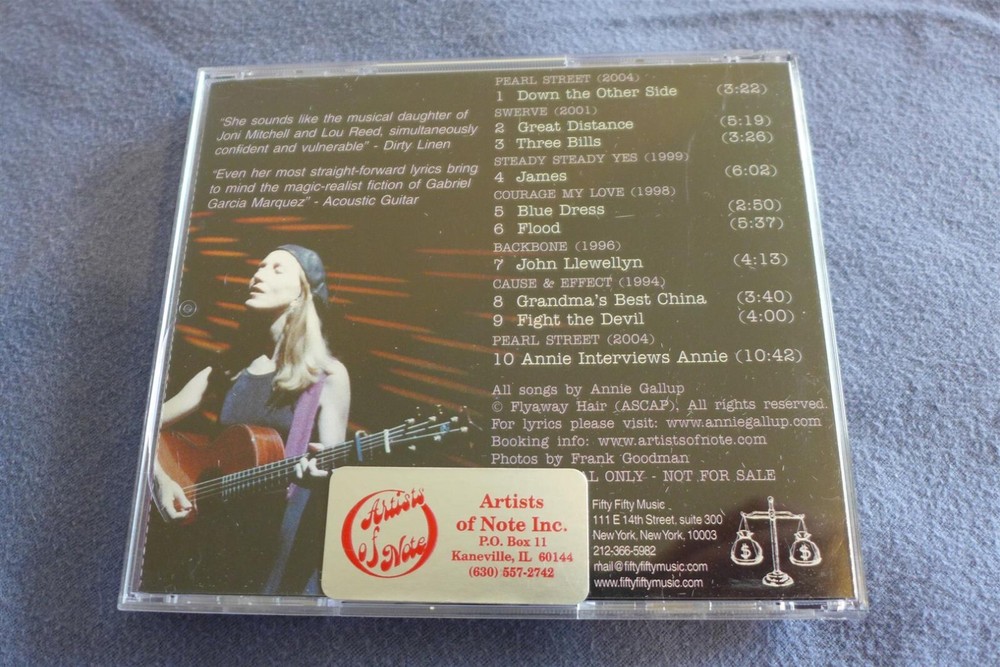 "She sounds like the musical daughter of
Joni Mitchell and Lou Reed, simultaneously
confident and vulnerable" - Dirty Linen
"Even her most straight-forward lyrics bring
to mind the magic-realist fiction of Gabriel
Garcia Marquez" - Acoustic Guitar
PEARL STREET (2004)
1 Down the Other Side (3:22)
SWERVE (2001)
2 Great Distance (5:19)
3 Three Bills (3:26)
STEADY STEADY YES (1999)
4 James (6:02)
COURAGE MY LOVE (1998)
5 Blue Dress (2:50)
6 Flood (5:37)
BACKBONE (1996)
7 John Llewellyn (4:13)
CAUSE & EFFECT (1994)
8 Grandma's Best China (3:40)
9 Fight the Devil (4:00)
PEARL STREET (2004)
10 Annie Interviews Annie (10:42)
All songs by Annie Gallup
© Flyaway Hair (ASCAP), All rights reserved.
For lyrics please visit: www.anniegallup.com
Booking info: www.artistsofnote.com
Photos by Frank Goodman
ONLY - NOT FOR SALE
Artists
of Note
Artists
of Note Inc.
P.O. Box 11
Kaneville, IL 60144
(630) 557-2742
Fifty Fifty Music
111 E 14th Street, suite 300
New York, New York, 10003
212-366-5982
mail@fiftyfiftymusic.com
www.fiftyfiftymusic.com
$ $